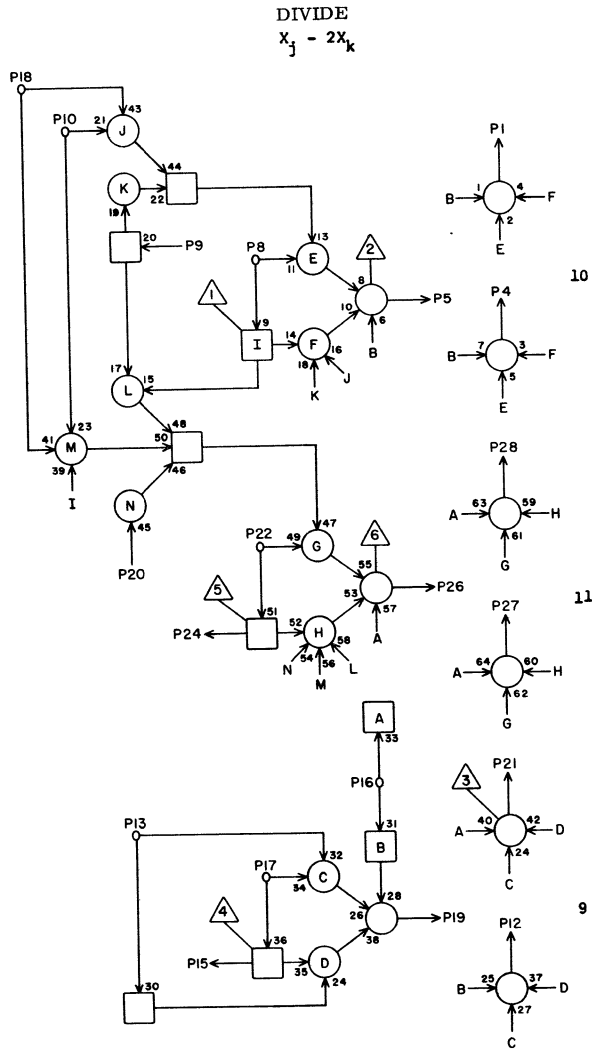 DIVIDE
Xj - 2Xk
P18
43
P10
21
J
P1
44
K
22
1
4
B
F
19
2
20
P9
E
13
P8
2
11
E
10
1
8
P4
9
10
P5
6
I
14
F
16
B
7
3
B
F
18
J
5
17
15
K
E
L
23
48
41
50
P28
M
39
46
63
59
A
H
I
N
61
45
47
G
P22
49
G
6
P20
55
5
53
P26
11
51
57
P27
P24
52
H
A
58
64
60
54
A
H
N
56
L
62
M
G
A
33
P21
P16
3
P13
31
40
42
32
B
A
D
P17
24
34
C
28
C
4
26
P19
9
36
38
P12
P15
35
D
24
25
37
30
B
D
27
C